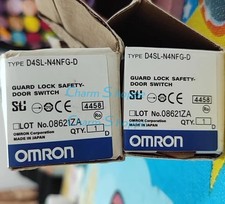 TYPE D4SL-N4NFG-D
GUARD LOCK SAFETY-
DOOR SWITCH
4458
LOT No.08621ZA
OMRON Corporation
MADE IN JAPAN
QTY. 1
OMRON
TYPE D4SL-N4NFG-D
GUARD LOCK SAFETY-
DOOR SWITCH
4458
LOT No.08621ZA
OMRON Corporation
MADE IN JAPAN
QTY. 1 D
OMRON